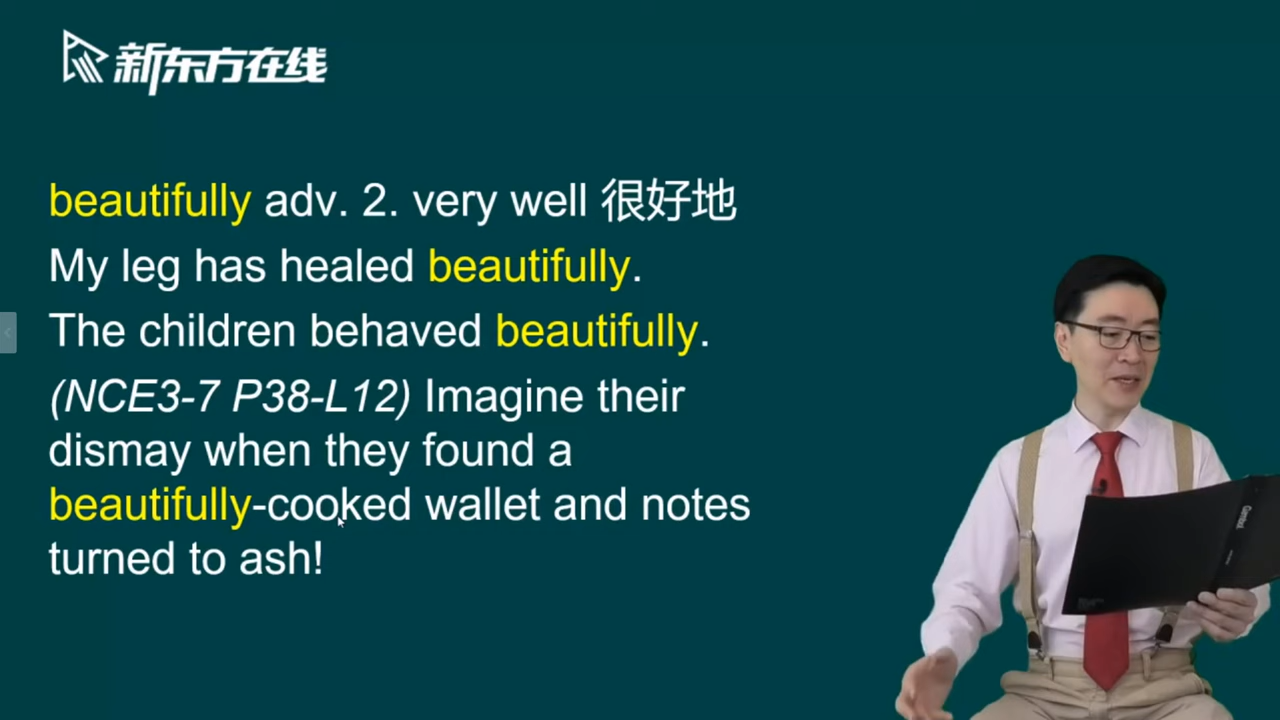 新东方在线
beautifully adv. 2. very well 很好地
My leg has healed beautifully.
The children behaved beautifully.
(NCE3-7 P38-L12) Imagine their
dismay when they found a
beautifully-cooked wallet and notes
turned to ash!